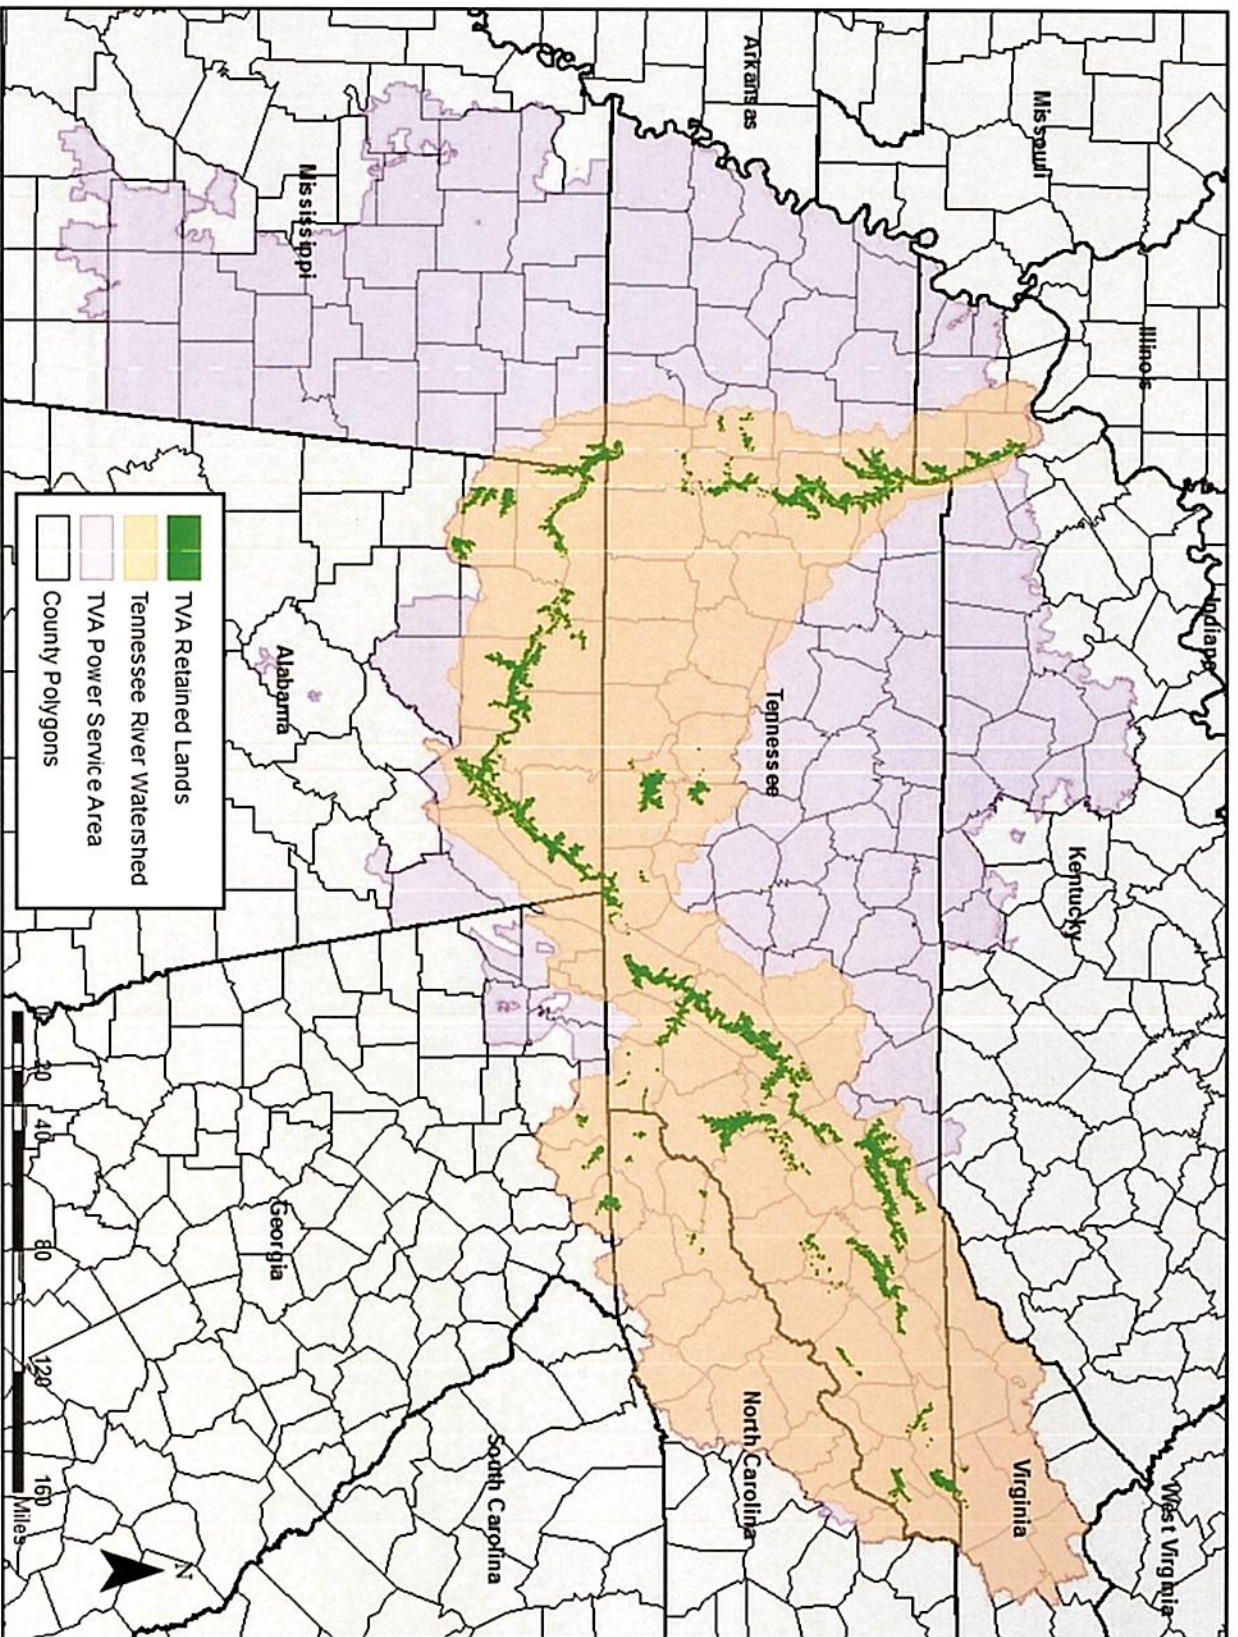 Missouri
Illinois
Indiana
West Virginia
Kentucky
Virginia
Arkansas
Tennessee
North Carolina
Mississippi
Alabama
Georgia
South Carolina
TVA Retained Lands
Tennessee River Watershed
TVA Power Service Area
County Polygons
N
0 20 40 80 120 160
Miles